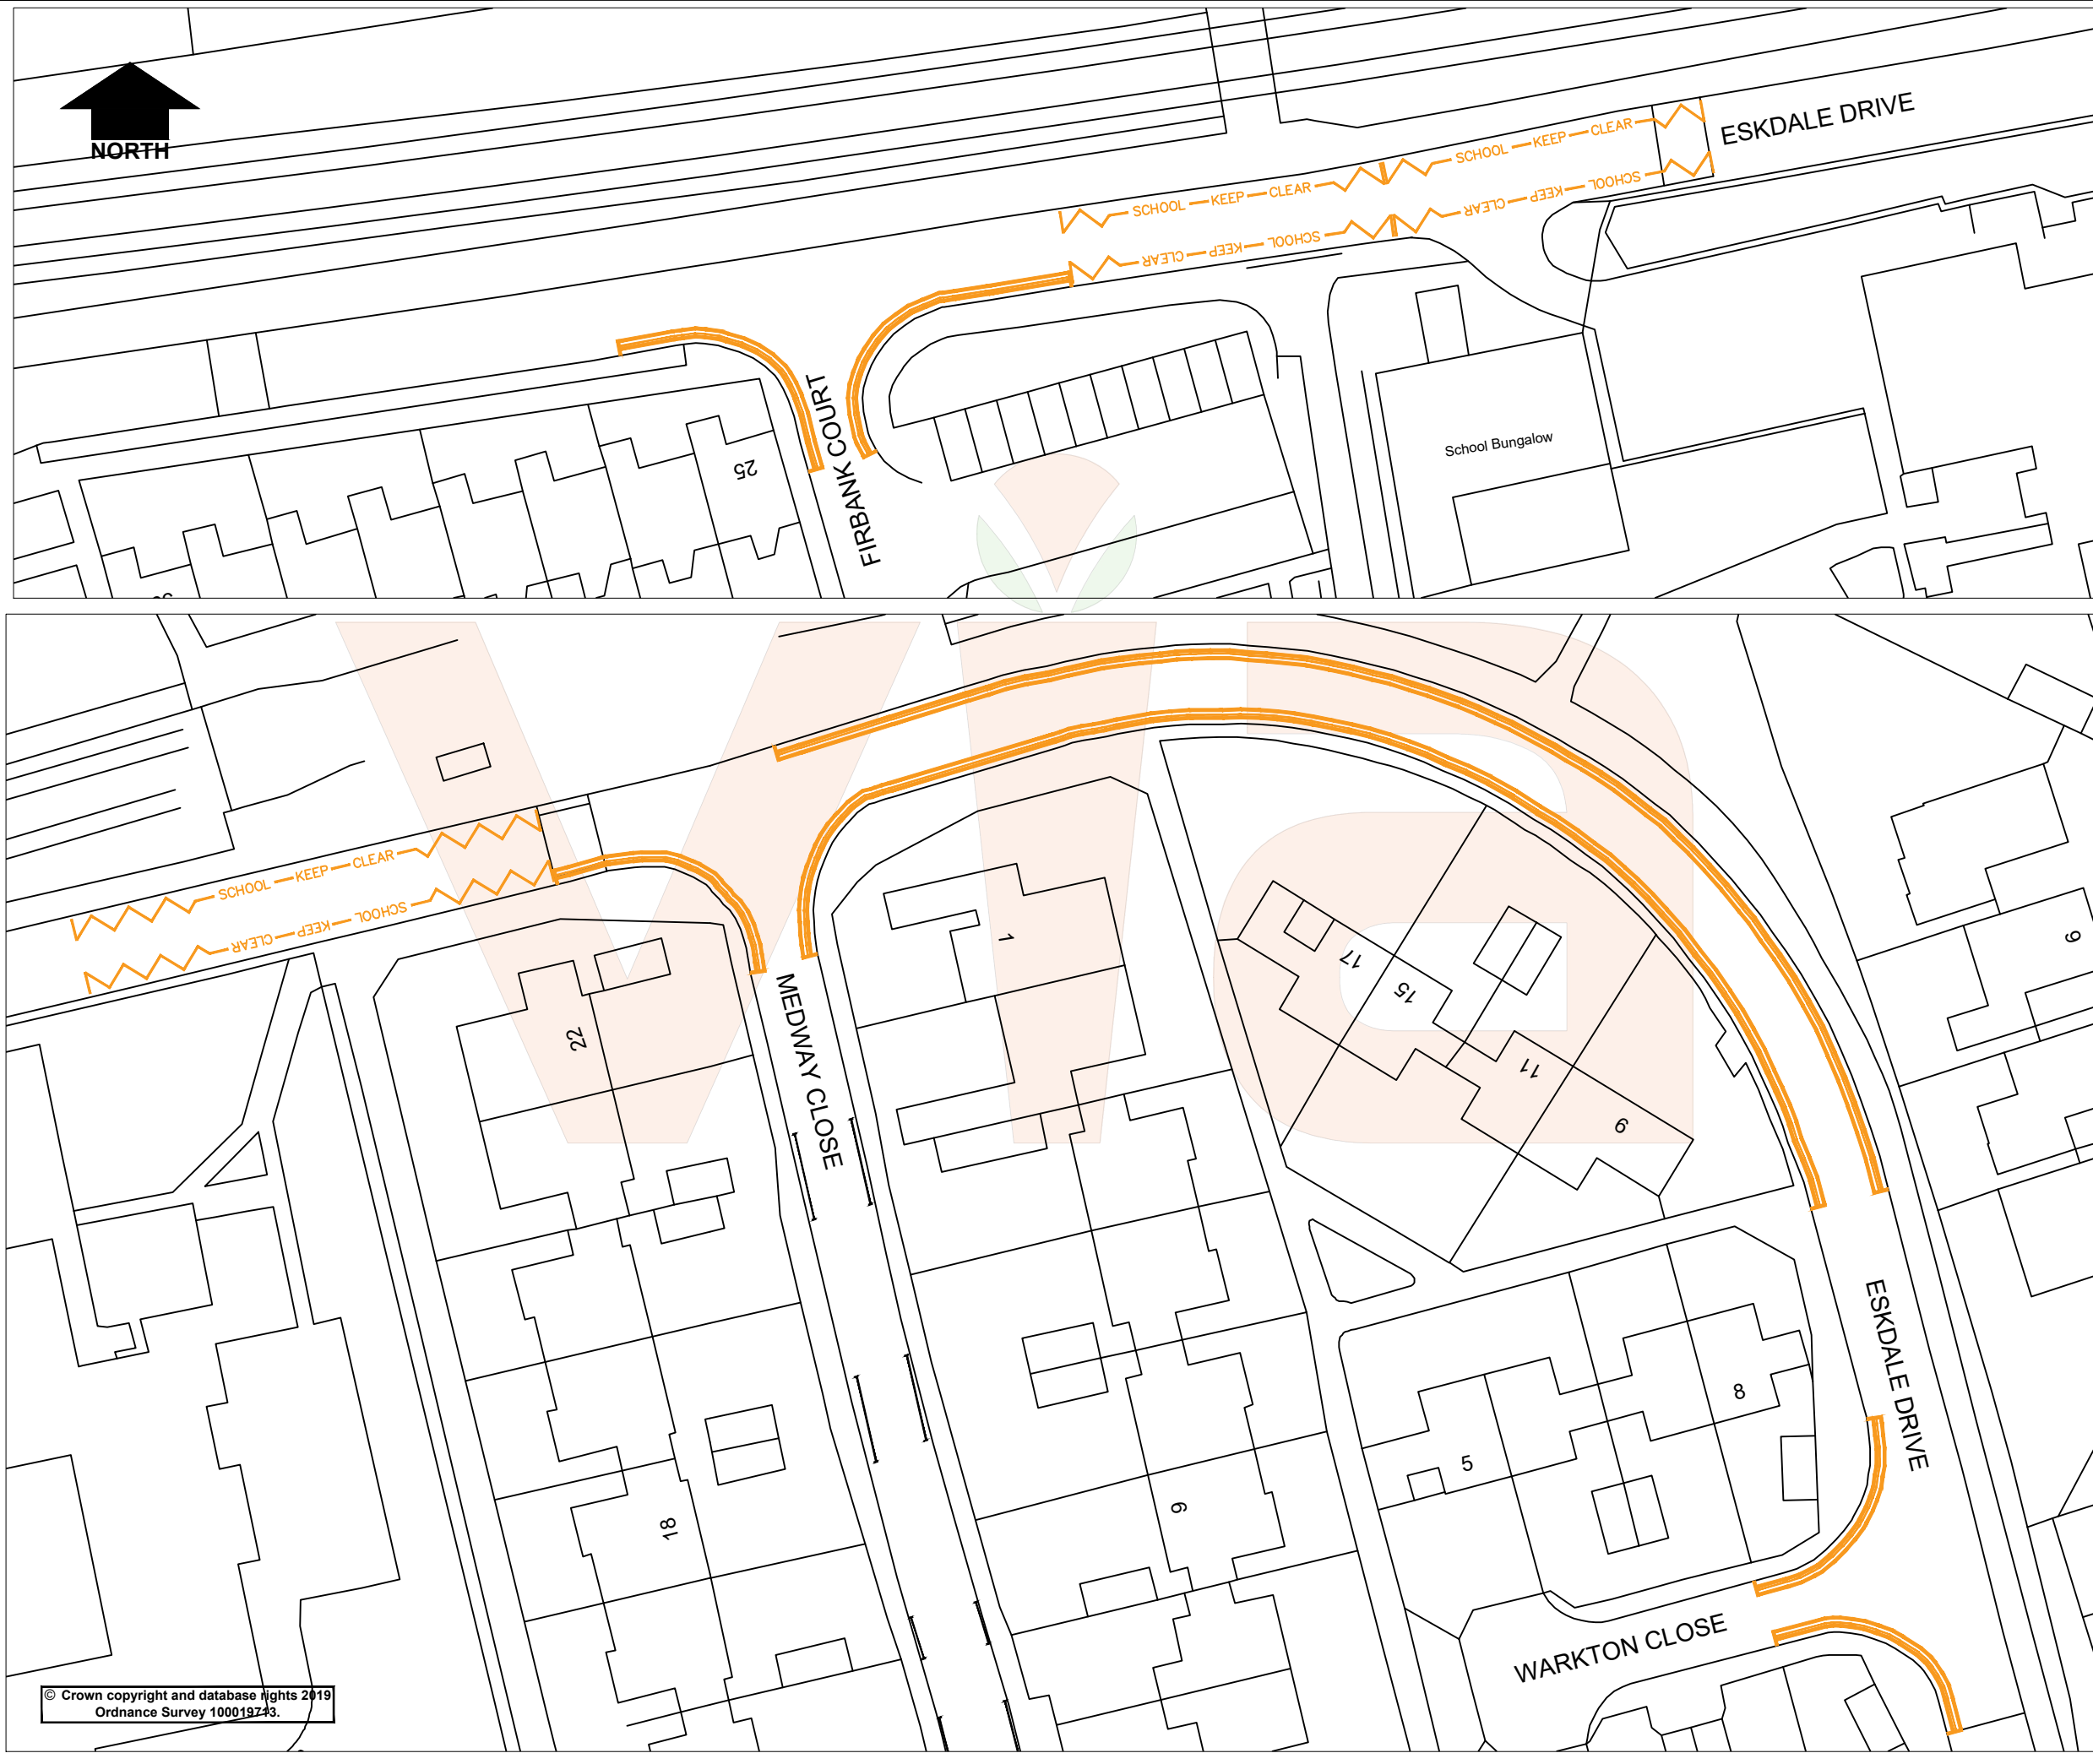 NORTH
ESKDALE DRIVE
SCHOOL KEEP CLEAR
SCHOOL KEEP CLEAR
SCHOOL KEEP CLEAR
SCHOOL KEEP CLEAR
FIRBANK COURT
25
School Bungalow
SCHOOL KEEP CLEAR
SCHOOL KEEP CLEAR
1
9
17
15
22
MEDWAY CLOSE
11
9
ESKDALE DRIVE
8
5
6
18
WARKTON CLOSE
© Crown copyright and database rights 2019
Ordnance Survey 100019713.